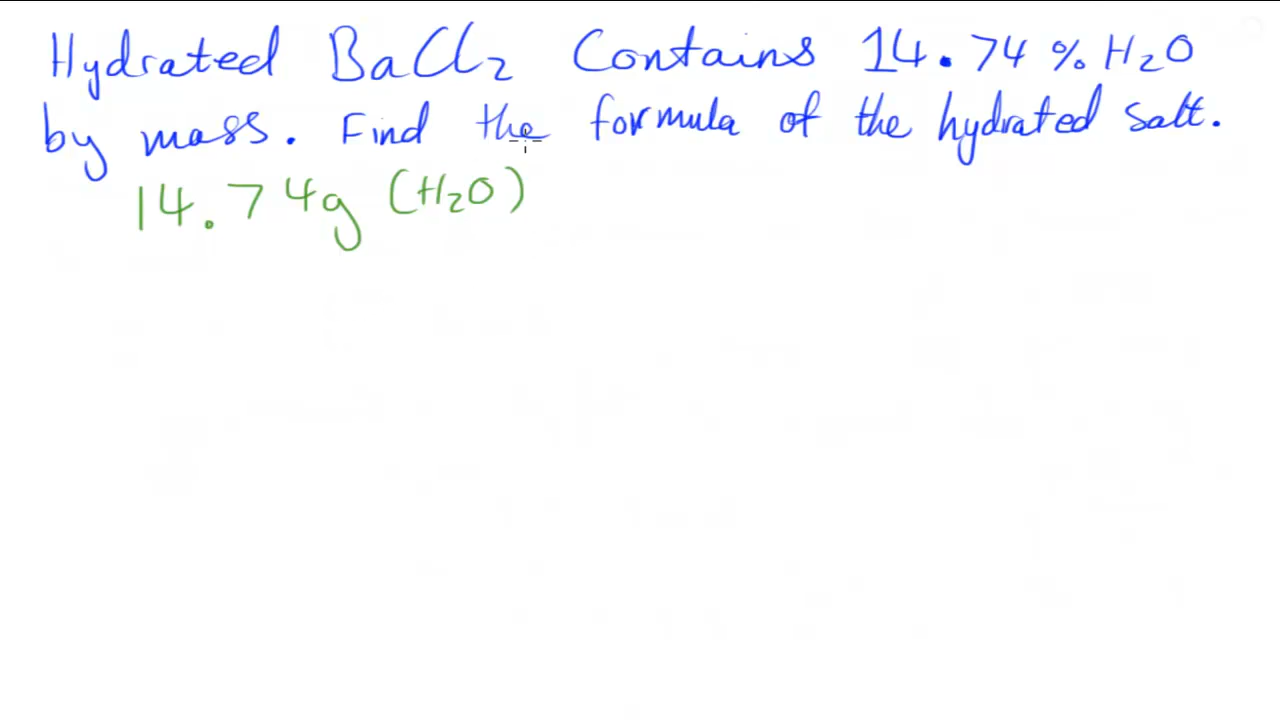 Hydrated BaCl2 Contains 14.74 % H2O
by mass. Find the formula of the hydrated salt.
14.74g (H2O)